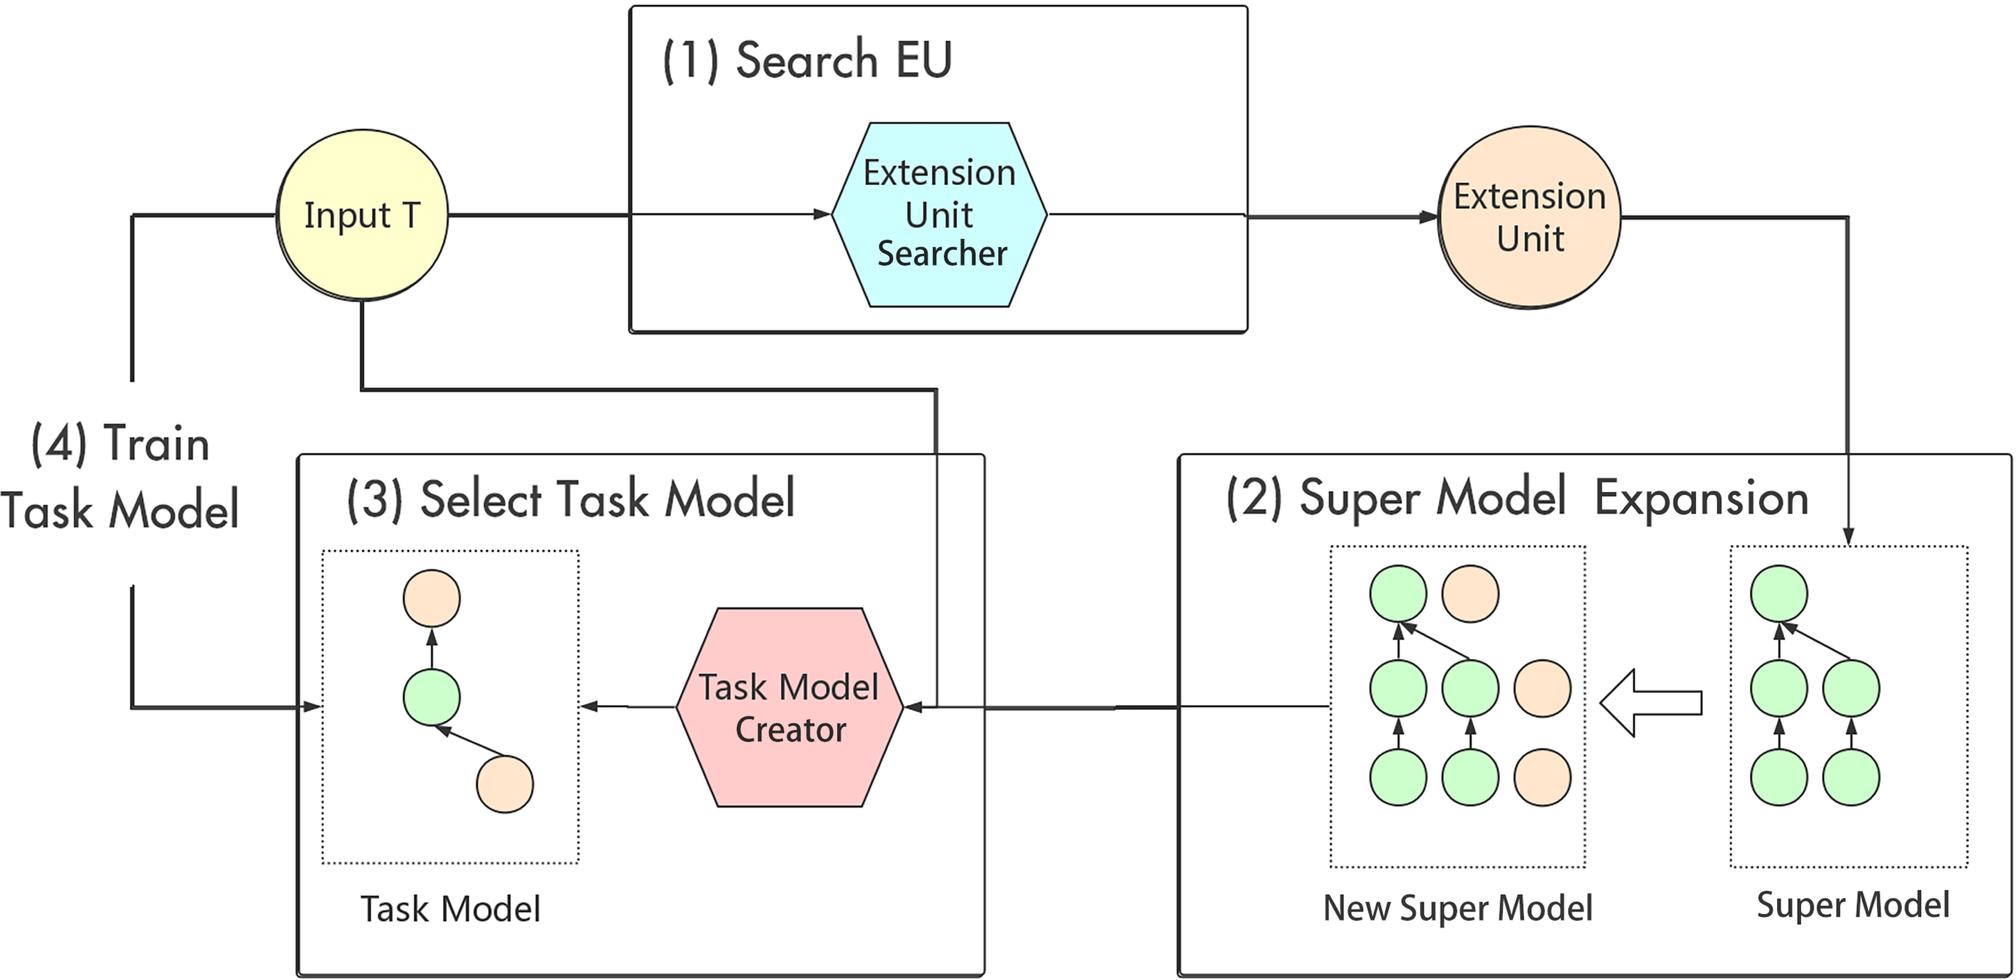 (1) Search EU
Extension
Unit
Searcher
Input T
Extension
Unit
(4) Train
Task Model
(3) Select Task Model
(2) Super Model Expansion
Task Model
Creator
Task Model
New Super Model
Super Model